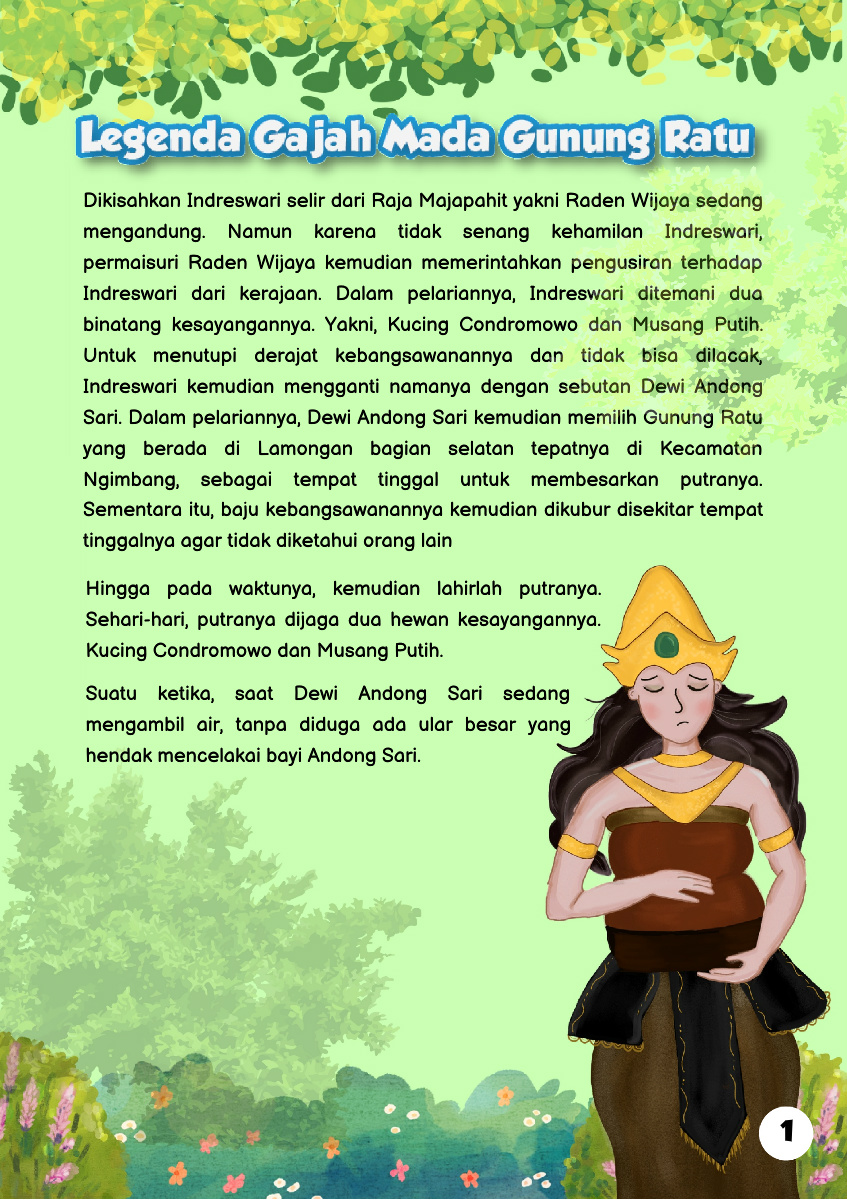 Legenda Gajah Mada Gunung Ratu
Dikisahkan Indreswari selir dari Raja Majapahit yakni Raden Wijaya sedang
mengandung. Namun karena tidak senang kehamilan Indreswari,
permaisuri Raden Wijaya kemudian memerintahkan pengusiran terhadap
Indreswari dari kerajaan. Dalam pelariannya, Indreswari ditemani dua
binatang kesayangannya. Yakni, Kucing Condromowo dan Musang Putih.
Untuk menutupi derajat kebangsawanannya dan tidak bisa dilacak,
Indreswari kemudian mengganti namanya dengan sebutan Dewi Andong
Sari. Dalam pelariannya, Dewi Andong Sari kemudian memilih Gunung Ratu
yang berada di Lamongan bagian selatan tepatnya di Kecamatan
Ngimbang, sebagai tempat tinggal untuk membesarkan putranya.
Sementara itu, baju kebangsawanannya kemudian dikubur disekitar tempat
tinggalnya agar tidak diketahui orang lain
Hingga pada waktunya, kemudian lahirlah putranya.
Sehari-hari, putranya dijaga dua hewan kesayangannya.
Kucing Condromowo dan Musang Putih.
Suatu ketika, saat Dewi Andong Sari sedang
mengambil air, tanpa diduga ada ular besar yang
hendak mencelakai bayi Andong Sari.
1